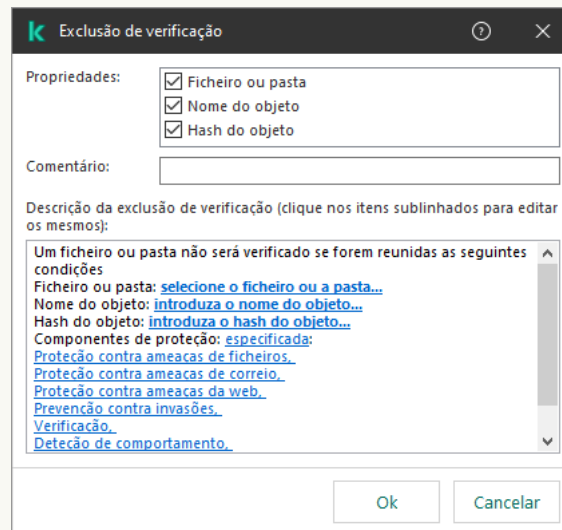 Exclusão de verificação
Propriedades:
Ficheiro ou pasta
Nome do objeto
Hash do objeto
Comentário:
Descrição da exclusão de verificação (clique nos itens sublinhados para editar
os mesmos):
Um ficheiro ou pasta não será verificado se forem reunidas as seguintes
condições
Ficheiro ou pasta: selecione o ficheiro ou a pasta...
Nome do objeto: introduza o nome do objeto...
Hash do objeto: introduza o hash do objeto...
Componentes de proteção: especificada:
Proteção contra ameaças de ficheiros,
Proteção contra ameaças de correio,
Proteção contra ameaças da web,
Prevenção contra invasões,
Verificação,
Deteção de comportamento,
Ok
Cancelar